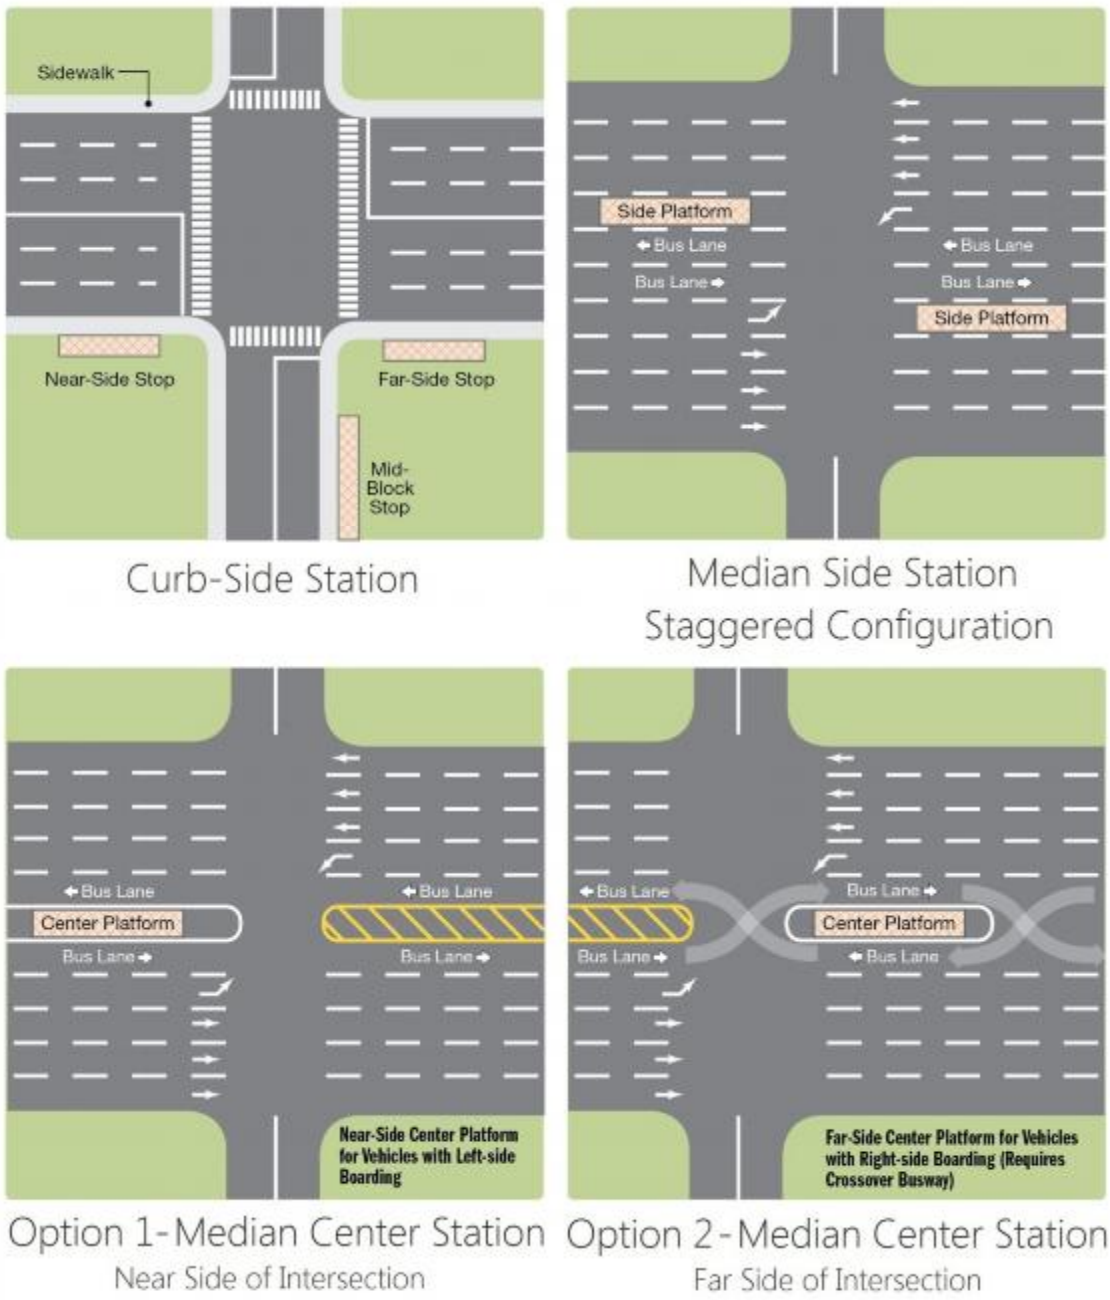 Sidewalk
Near-Side Stop
Far-Side Stop
Mid-
Block
Stop
Curb-Side Station
Side Platform
Bus Lane
Bus Lane
Bus Lane
Bus Lane
Side Platform
Median Side Station
Staggered Configuration
Bus Lane
Bus Lane
Center Platform
Bus Lane
Bus Lane
Near-Side Center Platform
for Vehicles with Left-side
Boarding
Option 1-Median Center Station
Near Side of Intersection
Bus Lane
Bus Lane
Center Platform
Bus Lane
Bus Lane
Far-Side Center Platform for Vehicles
with Right-side Boarding (Requires
Crossover Busway)
Option 2-Median Center Station
Far Side of Intersection